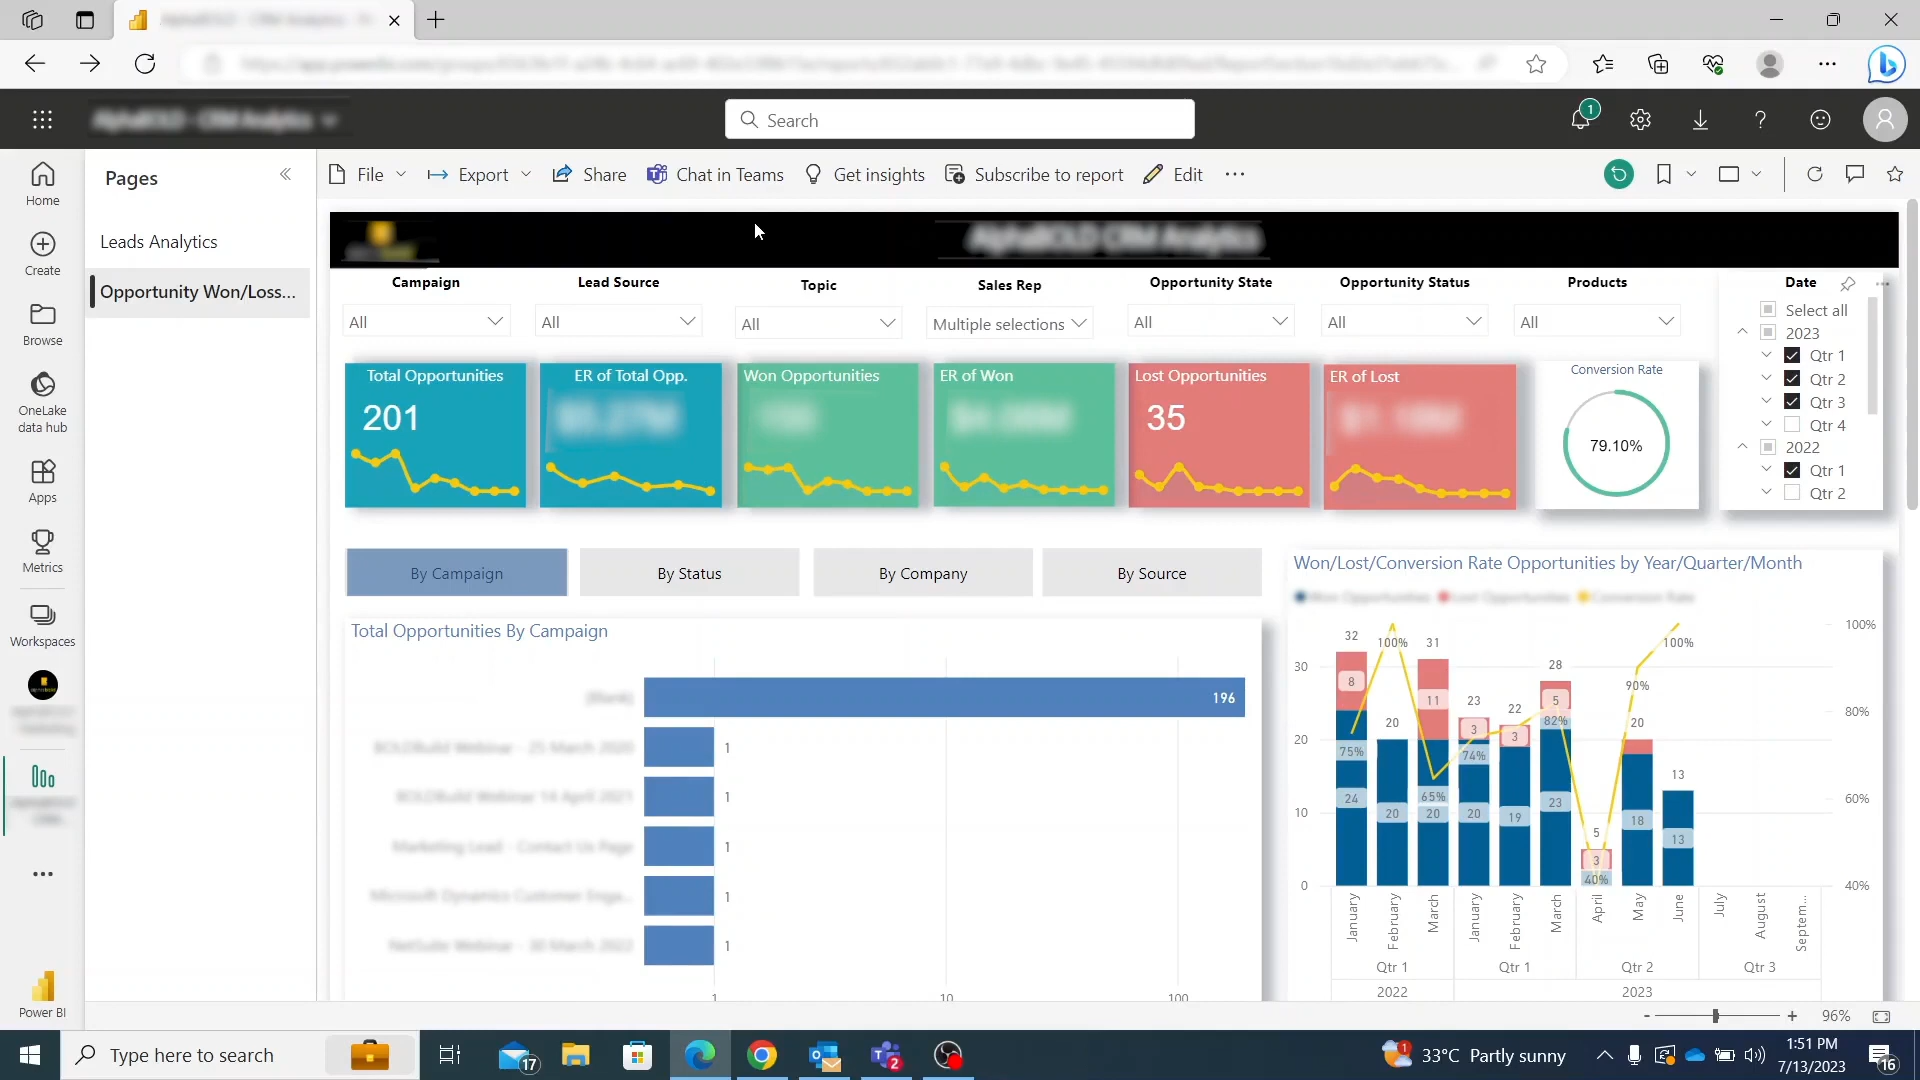 Search
1
Pages
File
Export
Share
Chat in Teams
Get insights
Subscribe to report
Edit
Home
Create
Browse
OneLake
data hub
Apps
Metrics
Workspaces
Power BI
Leads Analytics
Opportunity Won/Loss...
AlphaBOLD CRM Analytics
Campaign
Lead Source
Topic
Sales Rep
Opportunity State
Opportunity Status
Products
Date
All
All
All
Multiple selections
All
All
All
Select all
2023
Qtr 1
Qtr 2
Qtr 3
Qtr 4
2022
Qtr 1
Qtr 2
Total Opportunities
201
ER of Total Opp.
Won Opportunities
ER of Won
Lost Opportunities
35
ER of Lost
Conversion Rate
79.10%
By Campaign
By Status
By Company
By Source
Total Opportunities By Campaign
196
1
1
1
1
1
1
10
100
Won/Lost/Conversion Rate Opportunities by Year/Quarter/Month
100%
80%
60%
40%
30
20
10
0
32
8
75%
24
100%
20
20
31
11
65%
20
23
3
74%
20
22
3
19
28
5
82%
23
5
3
40%
90%
20
18
100%
13
13
January
February
March
January
February
March
April
May
June
July
August
Septem...
Qtr 1
Qtr 1
Qtr 2
Qtr 3
2022
2023
- + 96%
Type here to search
17
2
1
33°C Partly sunny
1:51 PM
7/13/2023
16